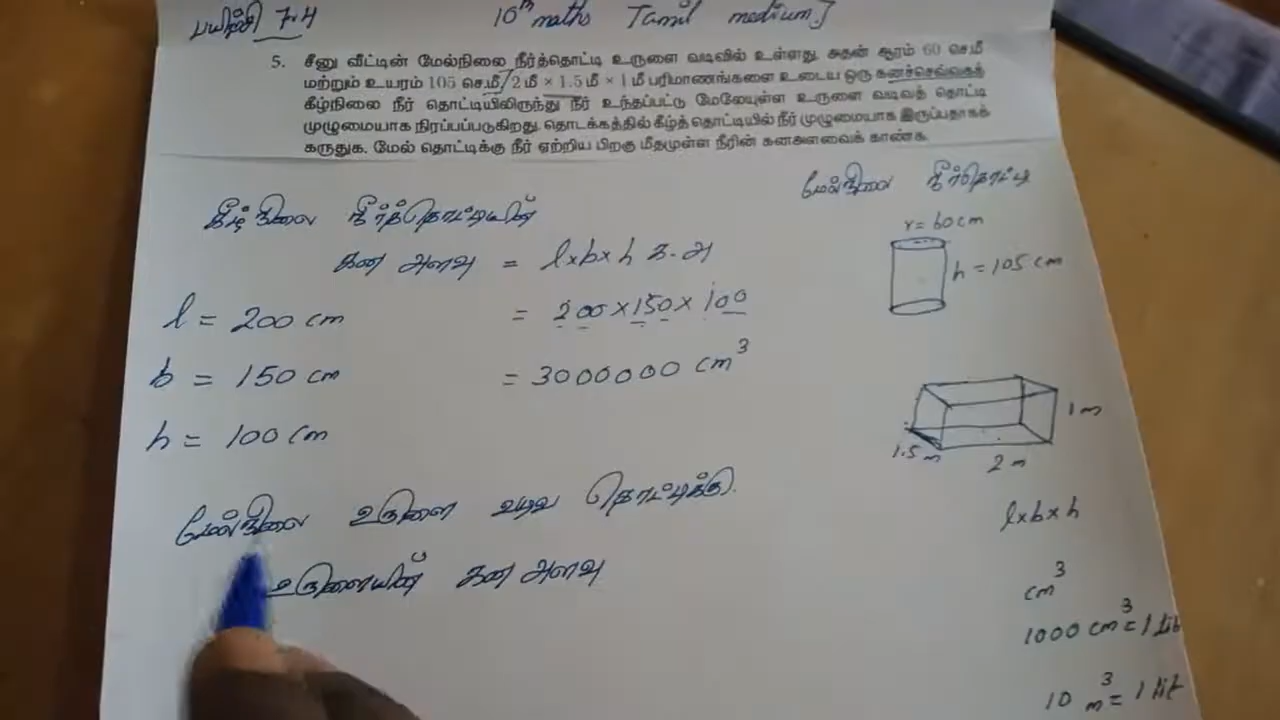 பயிற்சி 7.4
10th maths Tamil medium]
5. சீனு வீட்டின் மேல்நிலை நீர்த்தொட்டி உருளை வடிவில் உள்ளது. அதன் ஆரம் 60 செ.மீ
மற்றும் உயரம் 105 செ.மீ/2 மீ × 1.5 மீ × 1 மீ பரிமாணங்களை உடைய ஒரு கனச்செவ்வகத்
கீழ்நிலை நீர் தொட்டியிலிருந்து நீர் உந்தப்பட்டு மேலேயுள்ள உருளை வடிவத் தொட்டி
முழுமையாக நிரப்பப்படுகிறது. தொடக்கத்தில் கீழ்த் தொட்டியில் நீர் முழுமையாக இருப்பதாகக்
கருதுக. மேல் தொட்டிக்கு நீர் ஏற்றிய பிறகு மீதமுள்ள நீரின் கனஅளவைக் காண்க.
மேல்நிலை நீர்தொட்டி
r = 60cm
h = 105 cm
கீழ்நிலை நீர்த்தொட்டியின்
கன அளவு = l×b×h க.அ
l = 200 cm
= 200 × 150 × 100
b = 150 cm
= 3000000 cm³
h = 100 cm
1 m
1.5 m
2 m
மேல்நிலை உருளை வடிவ தொட்டிக்கு.
உருளையின் கன அளவு
l×b×h
cm³
1000 cm³ = 1 lit
10 m³ = 1 lit